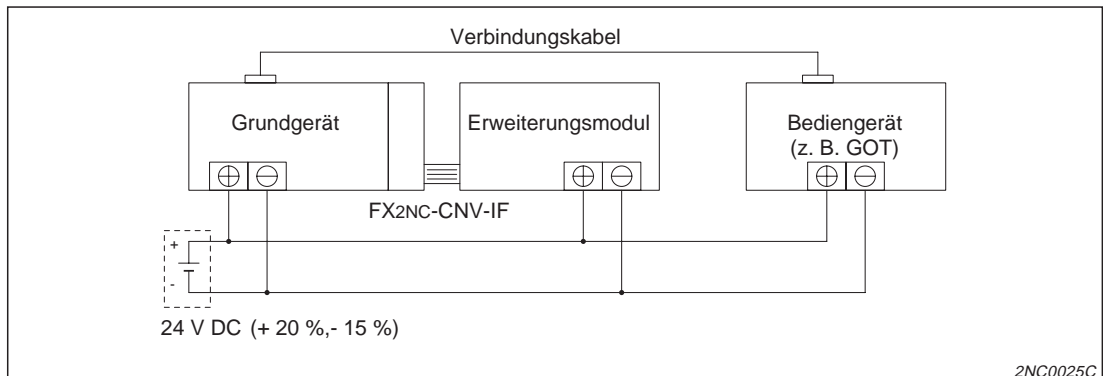 Verbindungskabel
Grundgerät
Erweiterungsmodul
Bediengerät
(z. B. GOT)
FX2NC-CNV-IF
+
-
24 V DC (+ 20 %,- 15 %)
2NC0025C